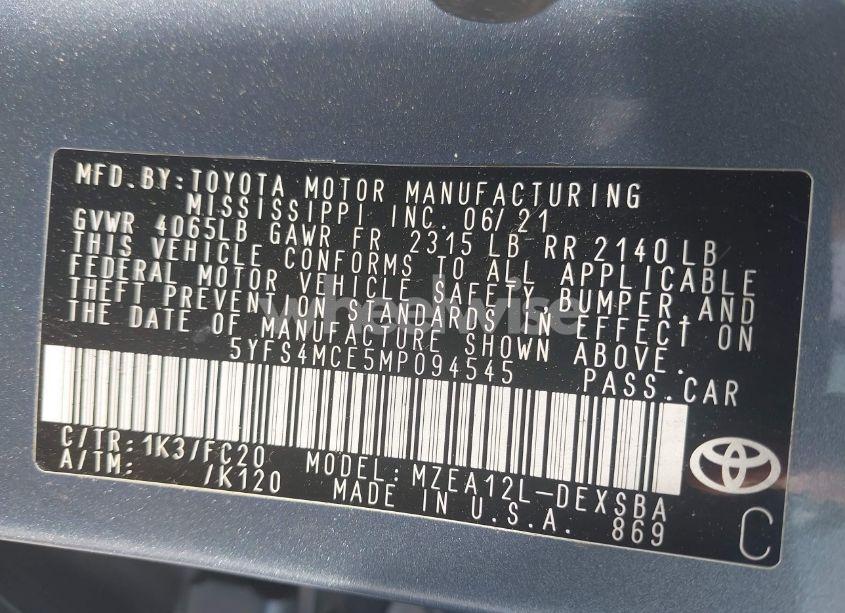 MFD.BY:TOYOTA MOTOR MANUFACTURING
MISSISSIPPI INC. 06/21
GVWR 4065LB GAWR FR 2315 LB RR 2140 LB
THIS VEHICLE CONFORMS TO ALL APPLICABLE
FEDERAL MOTOR VEHICLE SAFETY, BUMPER, AND
THEFT PREVENTION STANDARDS IN EFFECT ON
THE DATE OF MANUFACTURE SHOWN ABOVE.
5YFS4MCE5MP094545 PASS.CAR
C/TR: 1K3/FC20 MODEL: MZEA12L-DEXSBA
A/TM: /K120 MADE IN U.S.A. 869
C
wheelwise